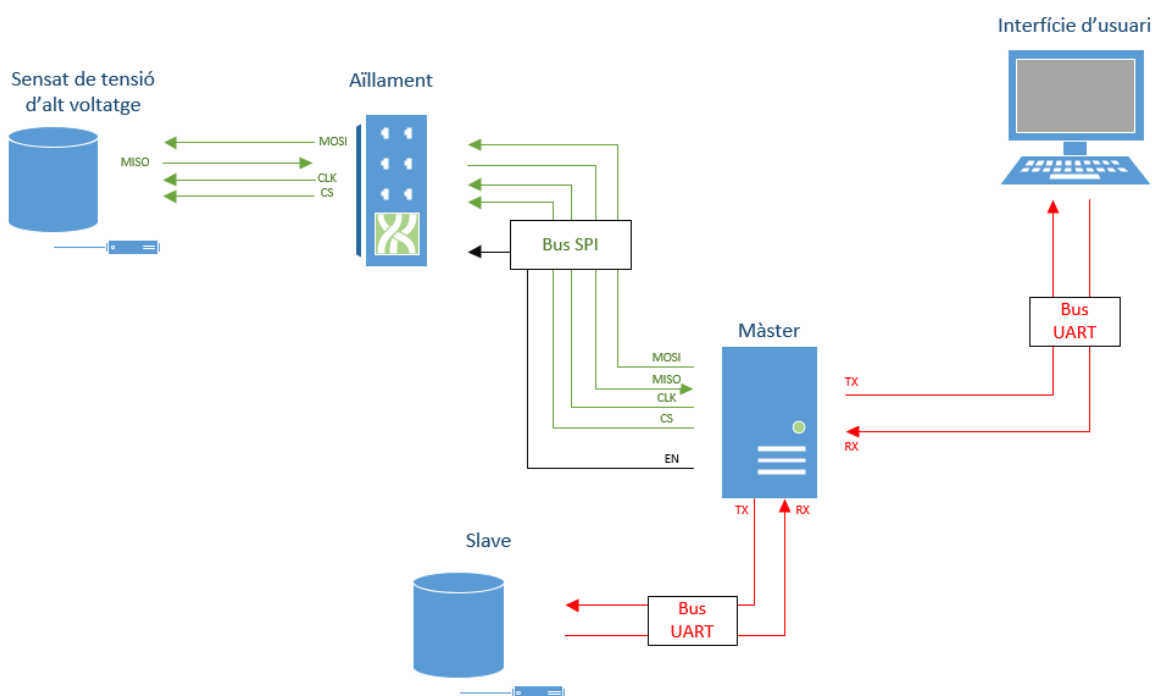 Interfície d'usuari
Sensat de tensió
d'alt voltatge
Aïllament
MOSI
MISO
CLK
CS
Bus SPI
Bus
UART
Màster
MOSI
MISO
CLK
CS
EN
TX
RX
TX
RX
Slave
Bus
UART